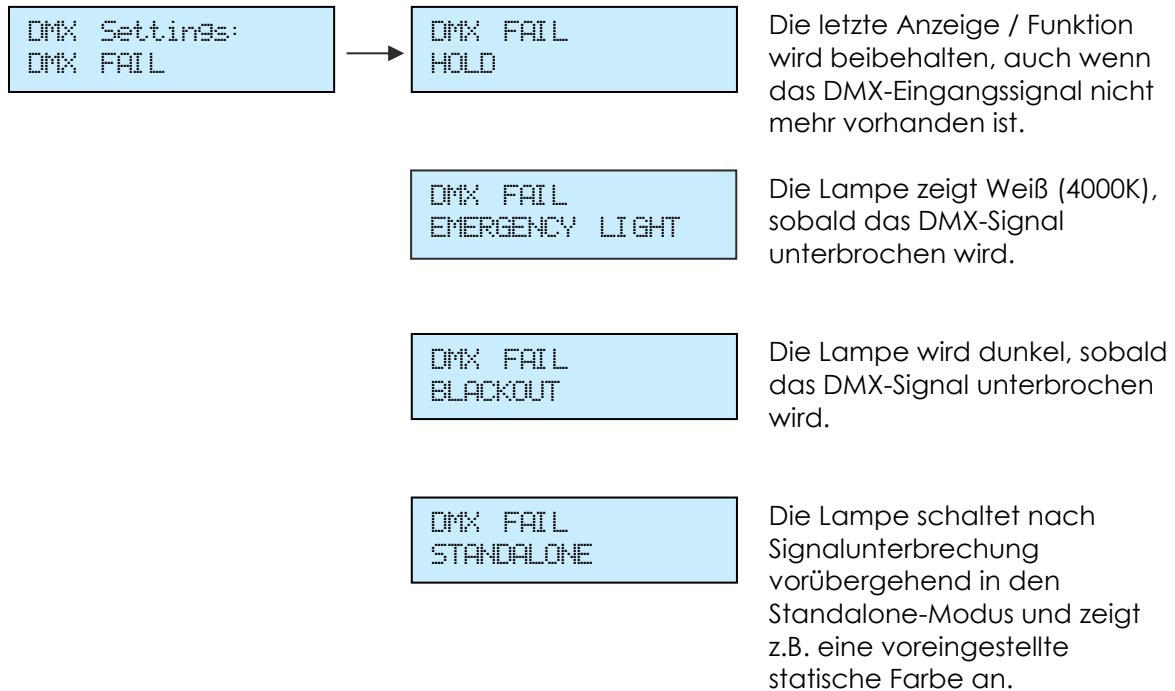 DMX Settings:
DMX FAIL
DMX FAIL
HOLD
Die letzte Anzeige / Funktion
wird beibehalten, auch wenn
das DMX-Eingangssignal nicht
mehr vorhanden ist.
DMX FAIL
EMERGENCY LIGHT
Die Lampe zeigt Weiß (4000K),
sobald das DMX-Signal
unterbrochen wird.
DMX FAIL
BLACKOUT
Die Lampe wird dunkel, sobald
das DMX-Signal unterbrochen
wird.
DMX FAIL
STANDALONE
Die Lampe schaltet nach
Signalunterbrechung
vorübergehend in den
Standalone-Modus und zeigt
z.B. eine voreingestellte
statische Farbe an.